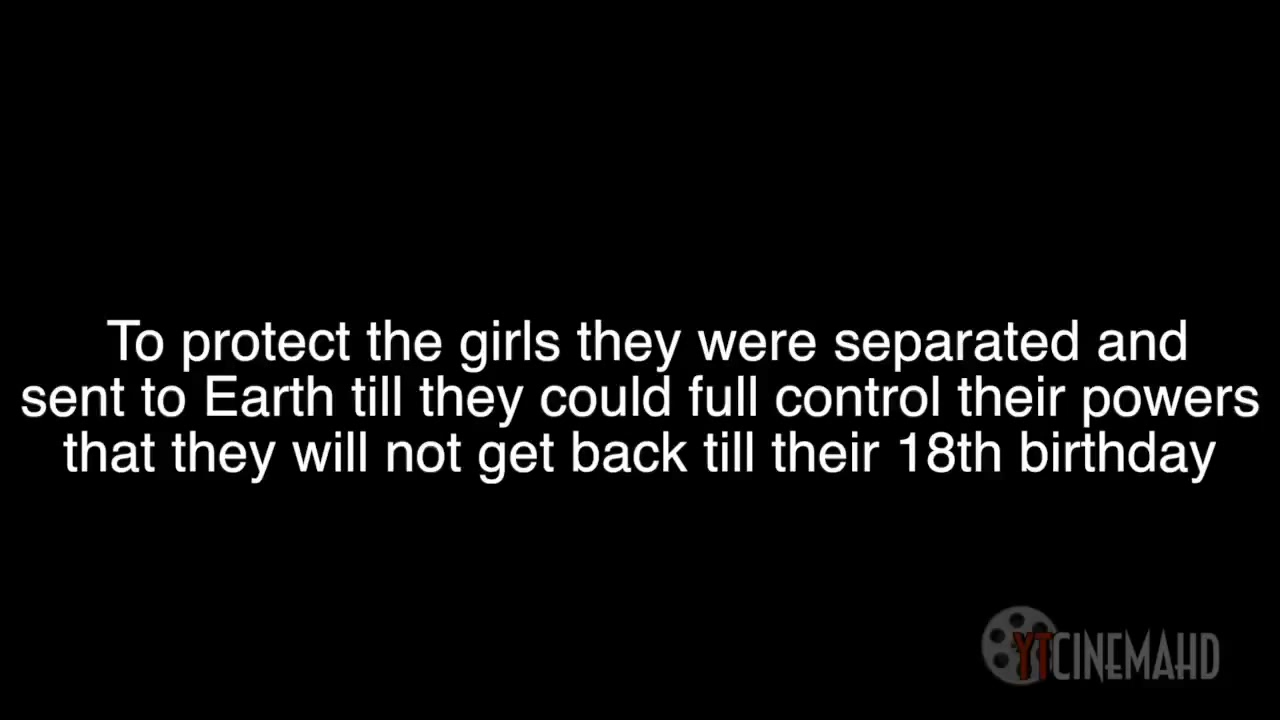 To protect the girls they were separated and
sent to Earth till they could full control their powers
that they will not get back till their 18th birthday
YTCINEMAHD